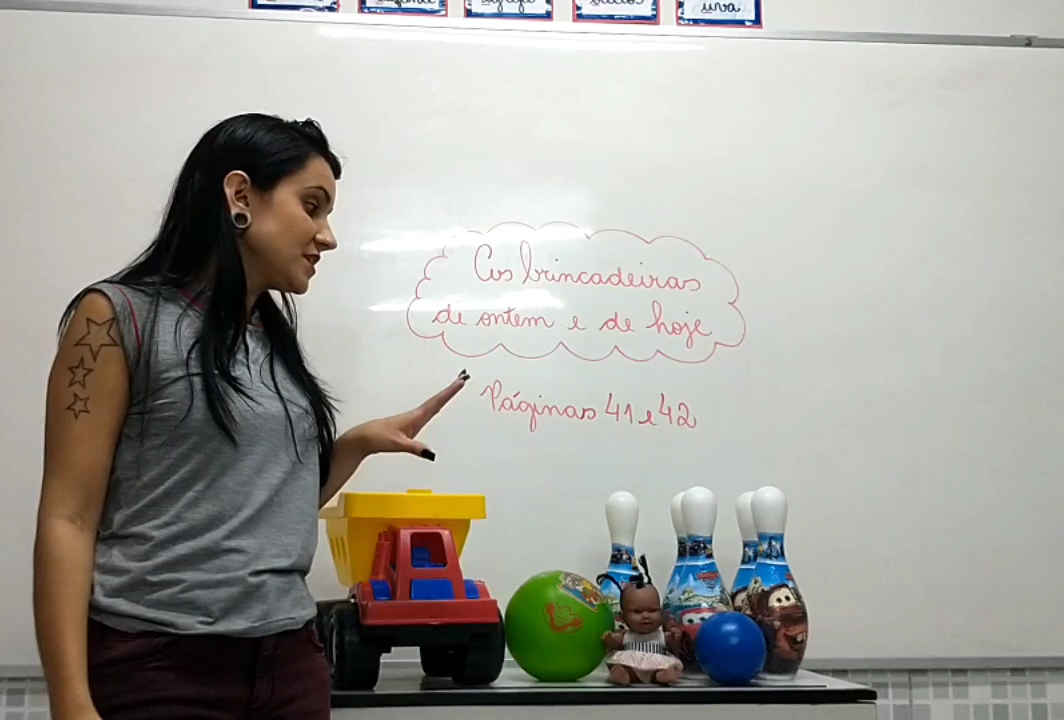 uva
As brincadeiras
de ontem e de hoje
Páginas 41 e 42